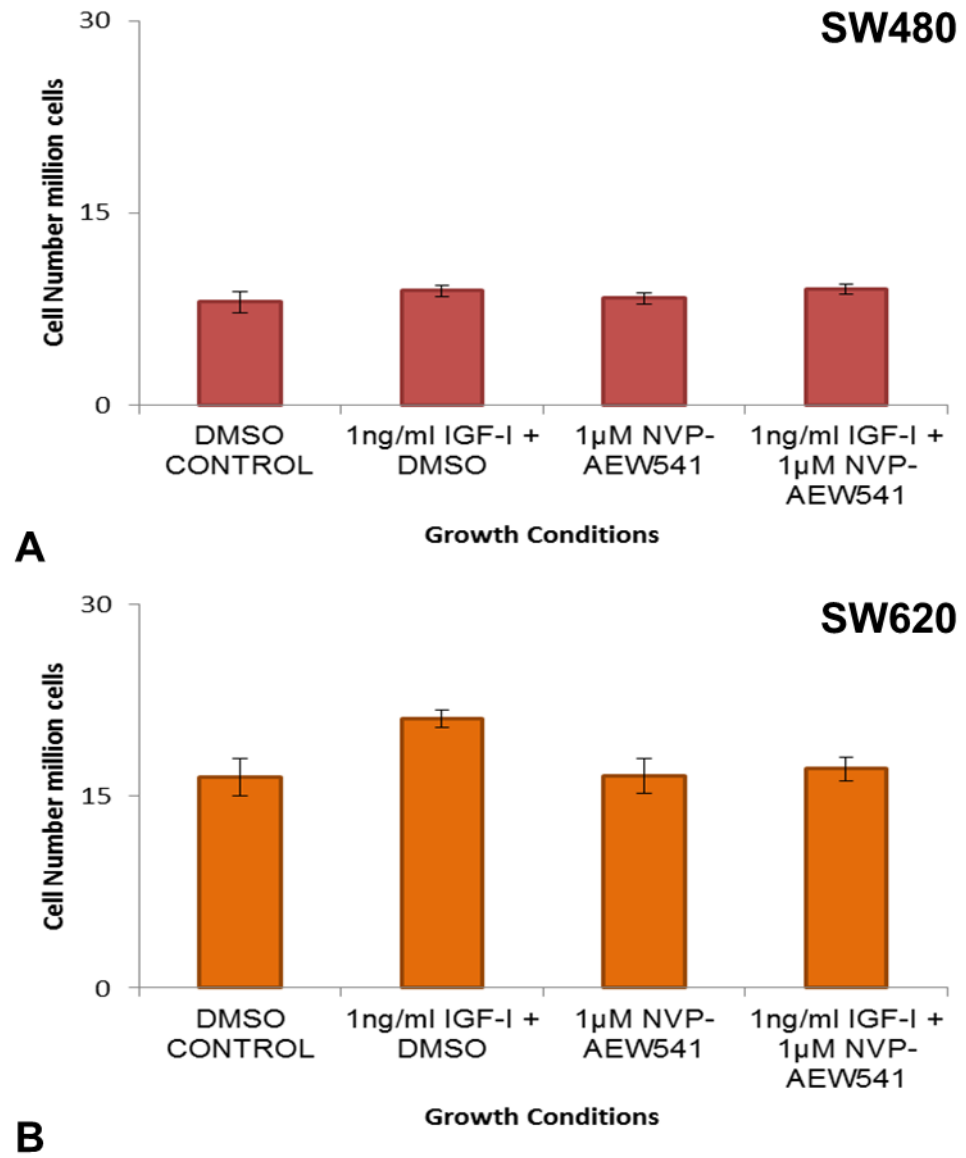 SW480
30
15
0
Cell Number million cells
DMSO
CONTROL
1ng/ml IGF-I +
DMSO
1µM NVP-
AEW541
1ng/ml IGF-I +
1µM NVP-
AEW541
Growth Conditions
A
SW620
30
15
0
Cell Number million cells
DMSO
CONTROL
1ng/ml IGF-I +
DMSO
1µM NVP-
AEW541
1ng/ml IGF-I +
1µM NVP-
AEW541
Growth Conditions
B